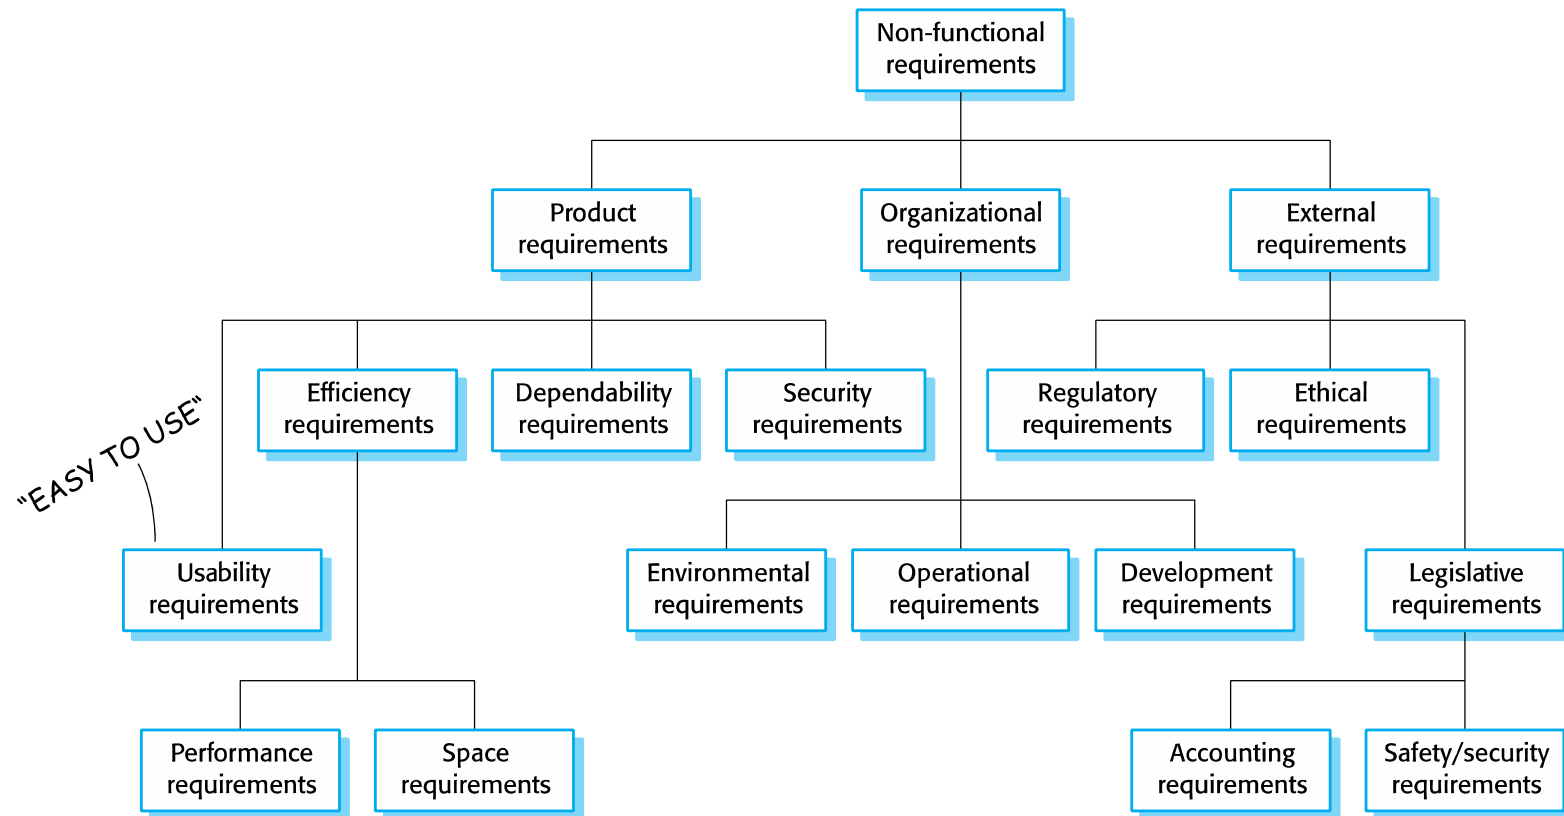 Non-functional
requirements
Product
requirements
Organizational
requirements
External
requirements
Efficiency
requirements
Dependability
requirements
Security
requirements
Regulatory
requirements
Ethical
requirements
"EASY TO USE"
Usability
requirements
Environmental
requirements
Operational
requirements
Development
requirements
Legislative
requirements
Performance
requirements
Space
requirements
Accounting
requirements
Safety/security
requirements